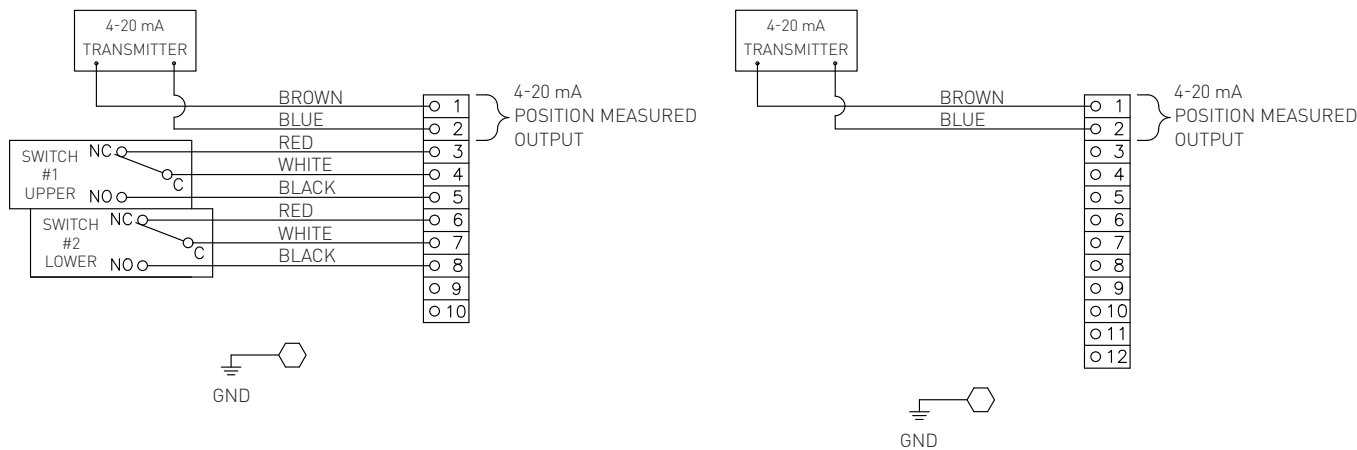 4-20 mA
TRANSMITTER
BROWN
BLUE
RED
WHITE
BLACK
RED
WHITE
BLACK
1
2
3
4
5
6
7
8
9
10
4-20 mA
POSITION MEASURED
OUTPUT
SWITCH
#1
UPPER
NC
C
NO
SWITCH
#2
LOWER
NC
C
NO
GND
4-20 mA
TRANSMITTER
BROWN
BLUE
1
2
3
4
5
6
7
8
9
10
11
12
4-20 mA
POSITION MEASURED
OUTPUT
GND